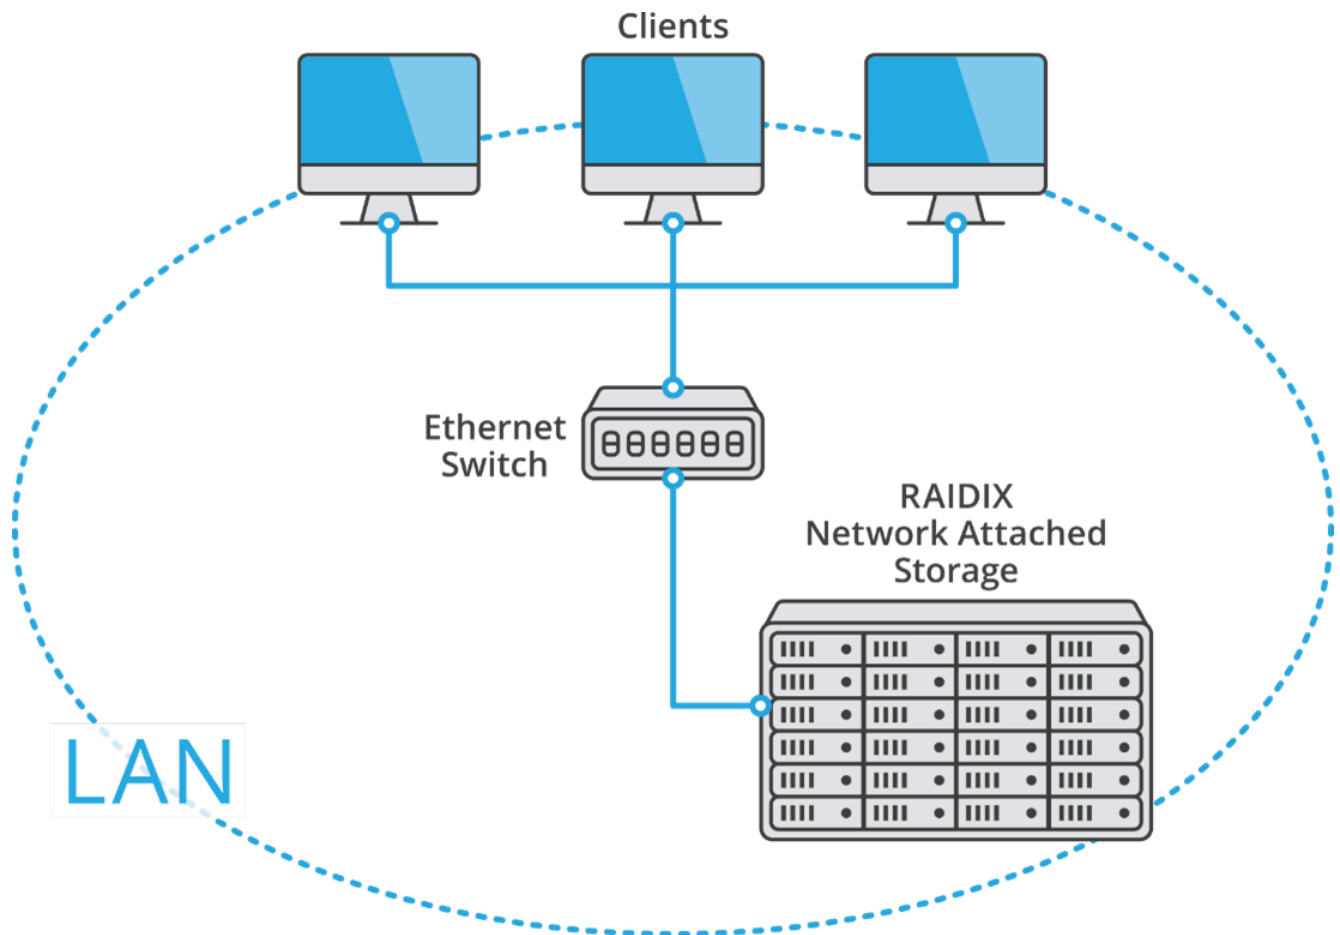 Clients
Ethernet
Switch
RAIDIX
Network Attached
Storage
LAN